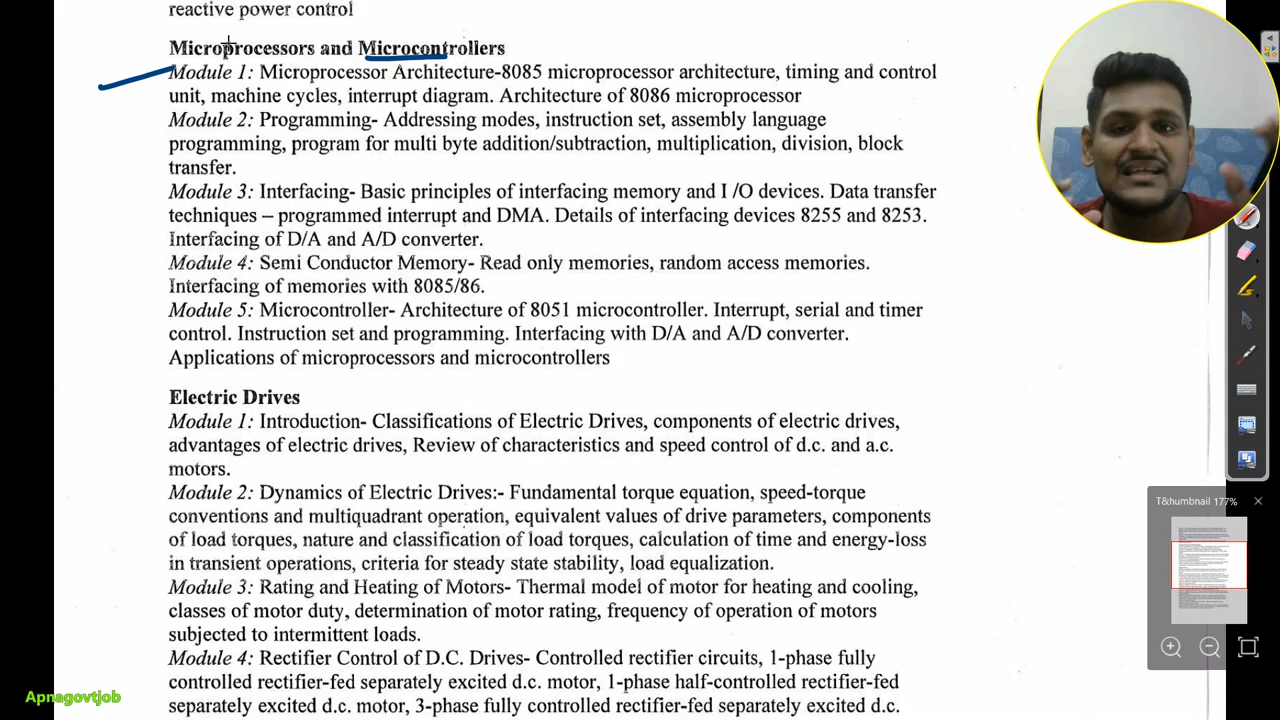 reactive power control
Microprocessors and Microcontrollers
Module 1: Microprocessor Architecture-8085 microprocessor architecture, timing and control
unit, machine cycles, interrupt diagram. Architecture of 8086 microprocessor
Module 2: Programming- Addressing modes, instruction set, assembly language
programming, program for multi byte addition/subtraction, multiplication, division, block
transfer.
Module 3: Interfacing- Basic principles of interfacing memory and I /O devices. Data transfer
techniques – programmed interrupt and DMA. Details of interfacing devices 8255 and 8253.
Interfacing of D/A and A/D converter.
Module 4: Semi Conductor Memory- Read only memories, random access memories.
Interfacing of memories with 8085/86.
Module 5: Microcontroller- Architecture of 8051 microcontroller. Interrupt, serial and timer
control. Instruction set and programming. Interfacing with D/A and A/D converter.
Applications of microprocessors and microcontrollers
Electric Drives
Module 1: Introduction- Classifications of Electric Drives, components of electric drives,
advantages of electric drives, Review of characteristics and speed control of d.c. and a.c.
motors.
Module 2: Dynamics of Electric Drives:- Fundamental torque equation, speed-torque
conventions and multiquadrant operation, equivalent values of drive parameters, components
of load torques, nature and classification of load torques, calculation of time and energy-loss
in transient operations, criteria for steady state stability, load equalization.
Module 3: Rating and Heating of Motors- Thermal model of motor for heating and cooling,
classes of motor duty, determination of motor rating, frequency of operation of motors
subjected to intermittent loads.
Module 4: Rectifier Control of D.C. Drives- Controlled rectifier circuits, 1-phase fully
controlled rectifier-fed separately excited d.c. motor, 1-phase half-controlled rectifier-fed
separately excited d.c. motor, 3-phase fully controlled rectifier-fed separately excited d.c.
T&humbnail 177%
Apnagovtjob